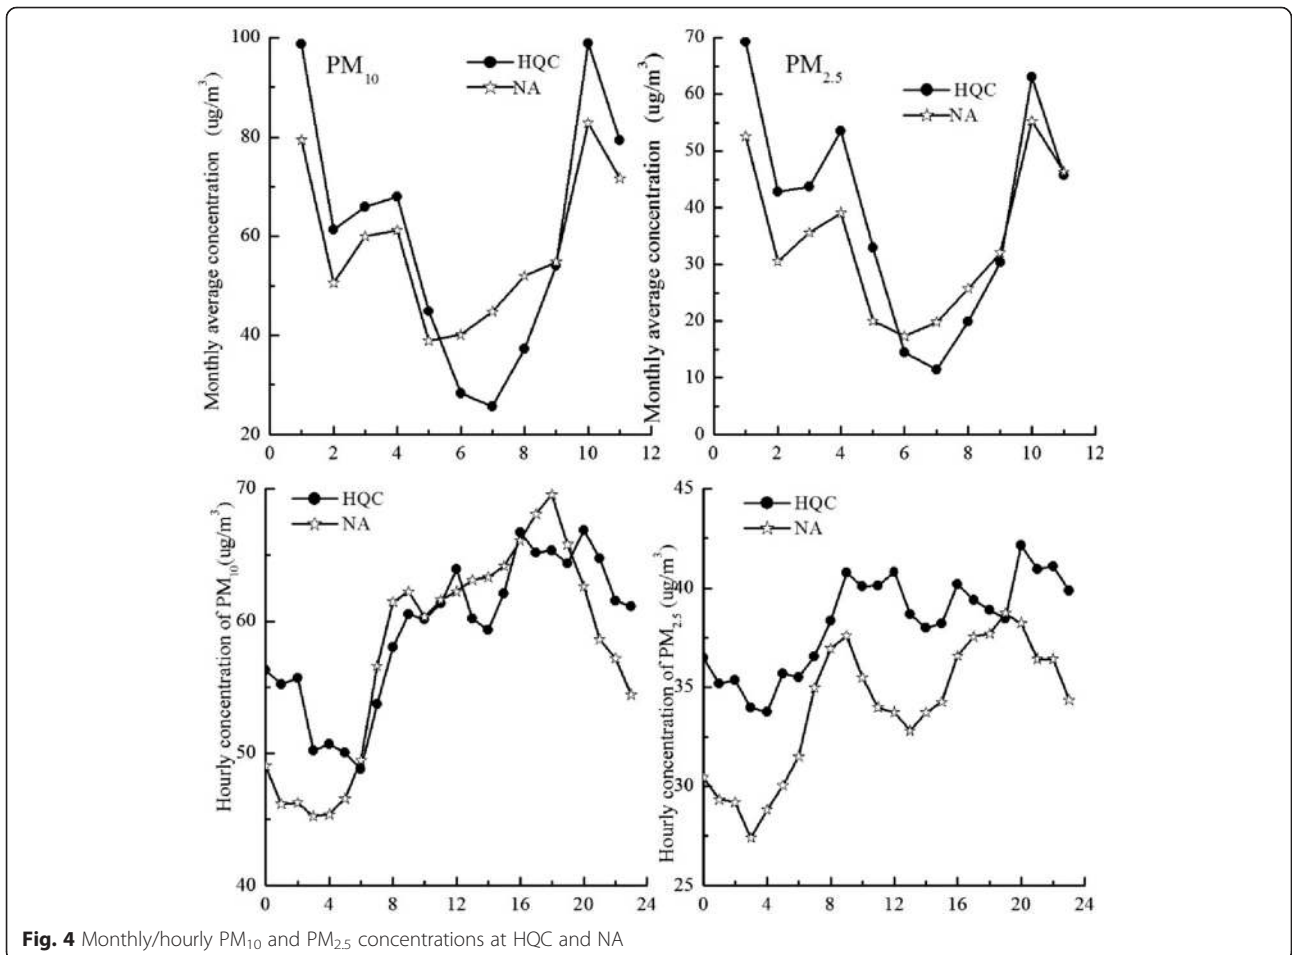 PM10
HQC
NA
Monthly average concentration (ug/m3)
100
80
60
40
20
0 2 4 6 8 10 12
PM2.5
HQC
NA
Monthly average concentration (ug/m3)
70
60
50
40
30
20
10
0
0 2 4 6 8 10 12
HQC
NA
Hourly concentration of PM10(ug/m3)
70
60
50
40
0 4 8 12 16 20 24
HQC
NA
Hourly concentration of PM2.5 (ug/m3)
45
40
35
30
25
0 4 8 12 16 20 24
Fig. 4 Monthly/hourly PM10 and PM2.5 concentrations at HQC and NA